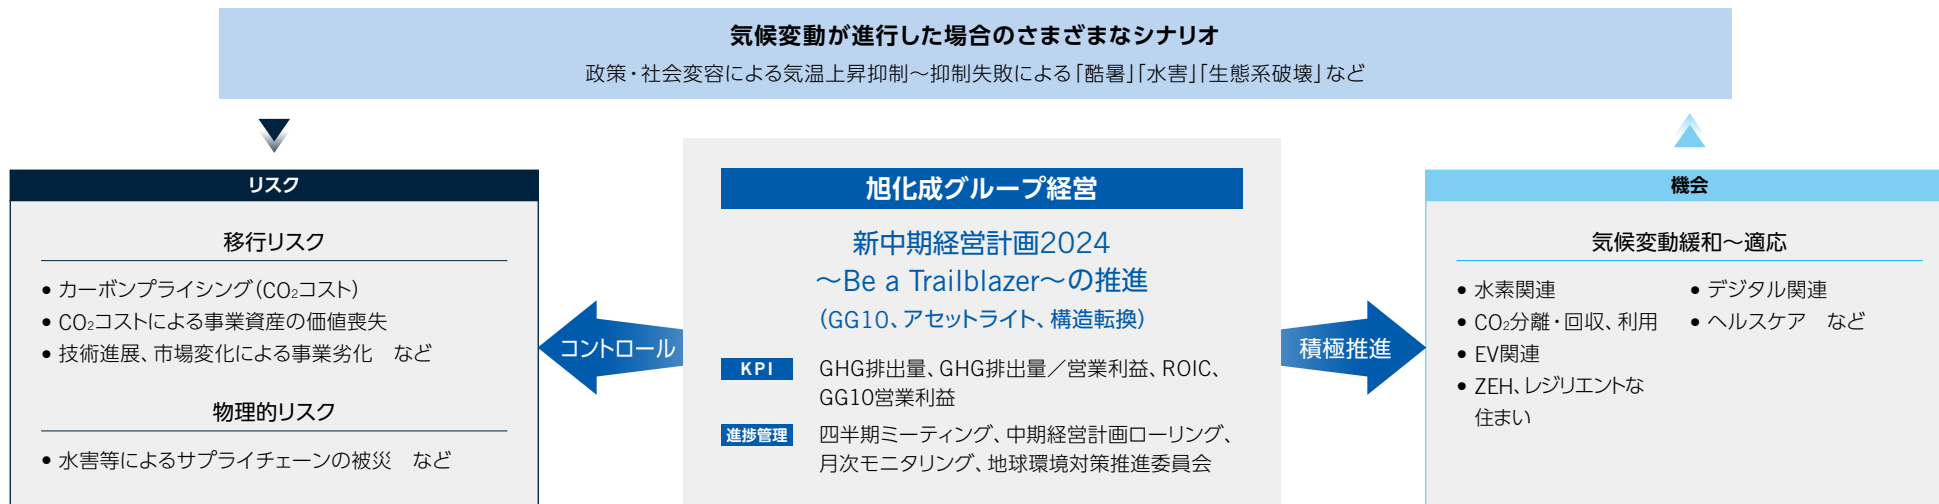 気候変動が進行した場合のさまざまなシナリオ
政策・社会変容による気温上昇抑制～抑制失敗による「酷暑」「水害」「生態系破壊」など
リスク
移行リスク
• カーボンプライシング（CO₂コスト）
• CO₂コストによる事業資産の価値喪失
• 技術進展、市場変化による事業劣化　など
物理的リスク
• 水害等によるサプライチェーンの被災　など
コントロール
旭化成グループ経営
新中期経営計画2024
～Be a Trailblazer～の推進
（GG10、アセットライト、構造転換）
KPI　GHG排出量、GHG排出量／営業利益、ROIC、
GG10営業利益
進捗管理　四半期ミーティング、中期経営計画ローリング、
月次モニタリング、地球環境対策推進委員会
積極推進
機会
気候変動緩和～適応
• 水素関連
• CO₂分離・回収、利用
• EV関連
• ZEH、レジリエントな
住まい
• デジタル関連
• ヘルスケア　など